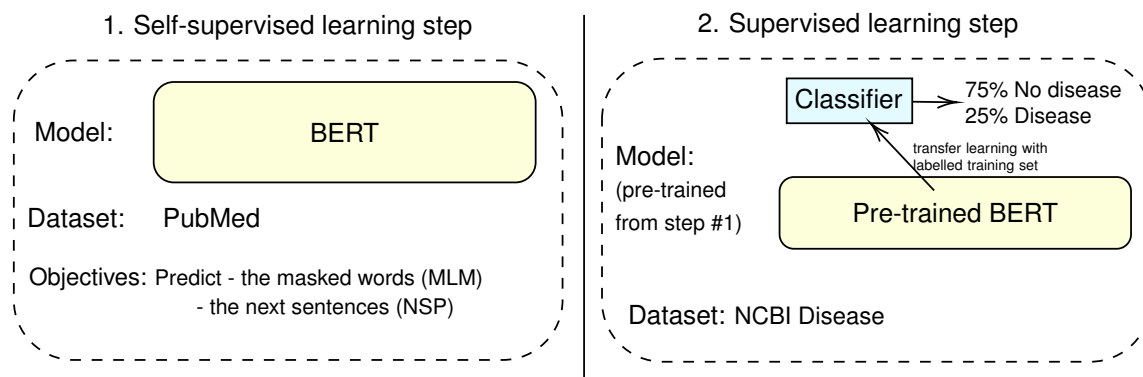 1. Self-supervised learning step
Model:
BERT
Dataset: PubMed
Objectives: Predict - the masked words (MLM)
- the next sentences (NSP)
2. Supervised learning step
Classifier
75% No disease
25% Disease
transfer learning with
labelled training set
Model:
(pre-trained
from step #1)
Pre-trained BERT
Dataset: NCBI Disease